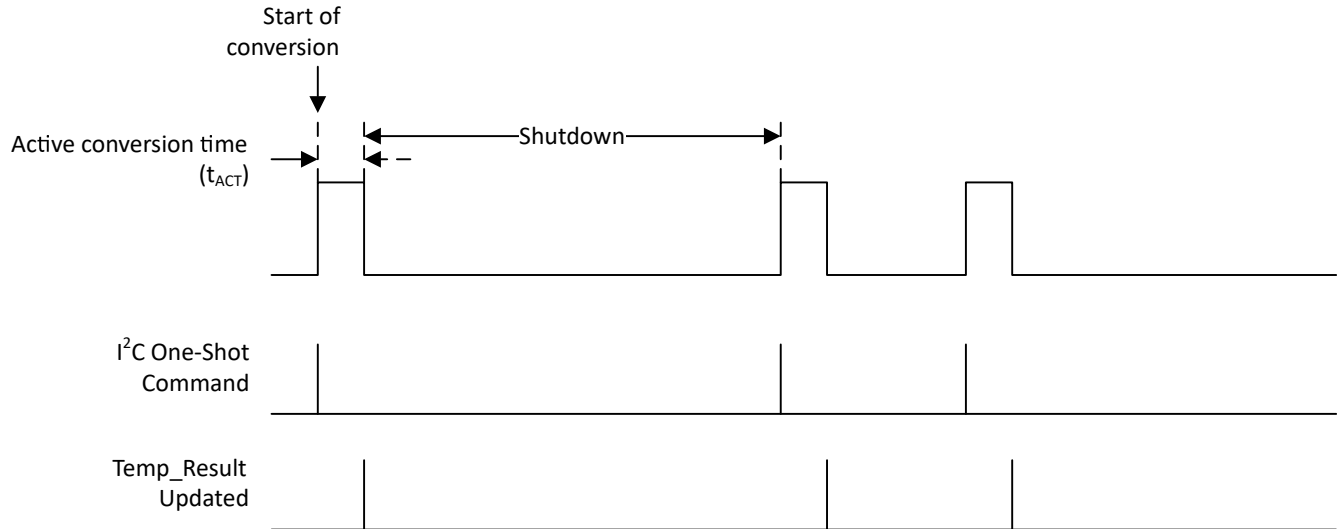 Start of
conversion
Active conversion time
(tACT)
Shutdown
I²C One-Shot
Command
Temp_Result
Updated